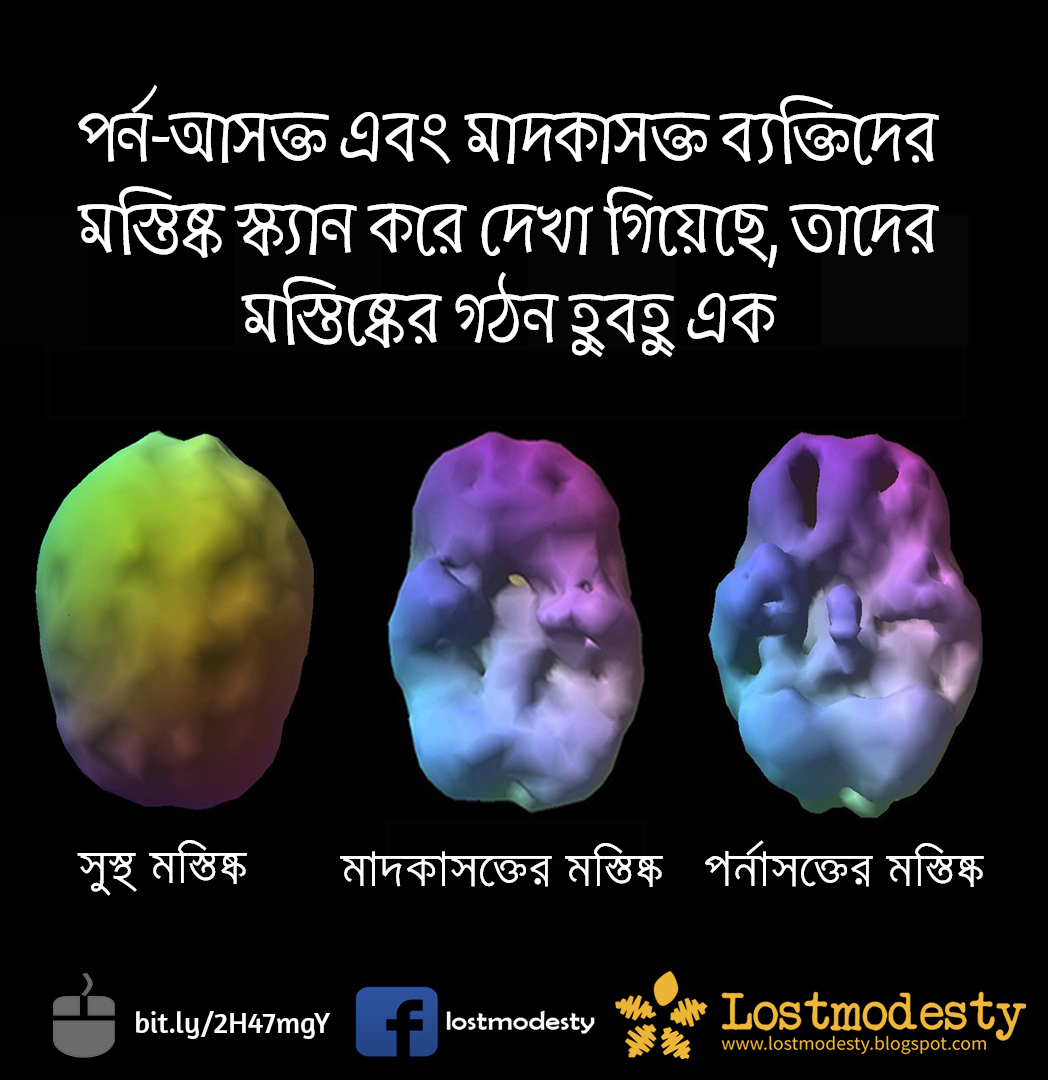 পর্ন-আসক্ত এবং মাদকাসক্ত ব্যক্তিদের
মস্তিষ্ক স্ক্যান করে দেখা গিয়েছে, তাদের
মস্তিষ্কের গঠন হুবহু এক
সুস্থ মস্তিষ্ক
মাদকাসক্তের মস্তিষ্ক
পর্নাসক্তের মস্তিষ্ক
bit.ly/2H47mgY
lostmodesty
Lostmodesty
www.lostmodesty.blogspot.com